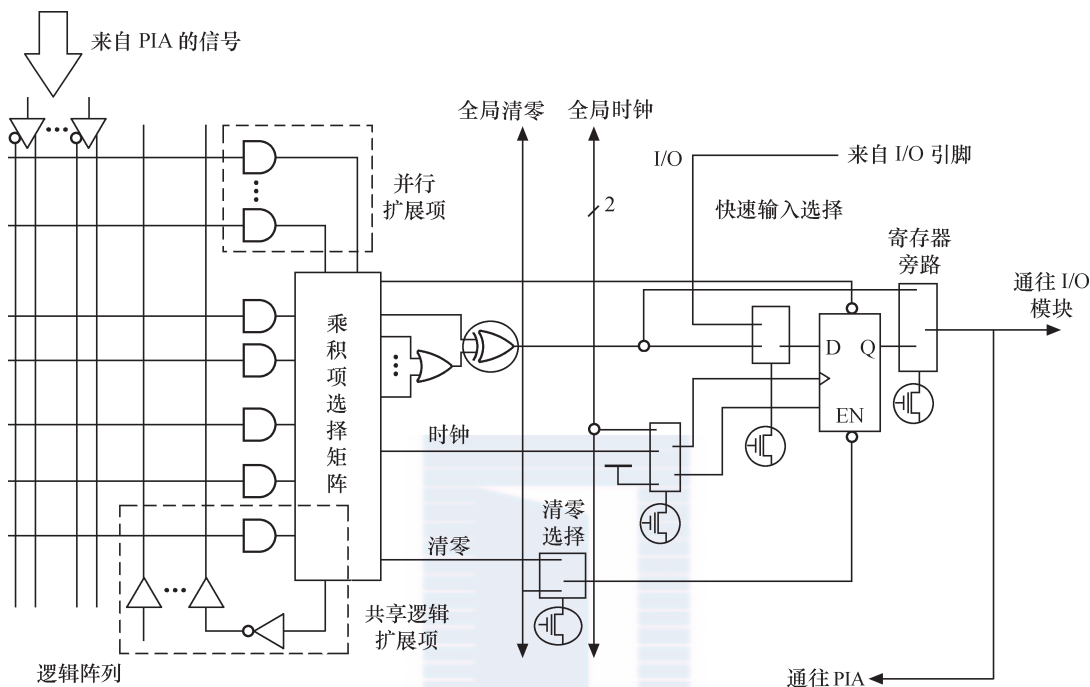 来自 PIA 的信号
全局清零
全局时钟
2
I/O
来自 I/O 引脚
并行
扩展项
快速输入选择
寄存器
旁路
通往 I/O
模块
乘积项选择矩阵
D
Q
EN
时钟
清零
选择
清零
共享逻辑
扩展项
逻辑阵列
通往 PIA